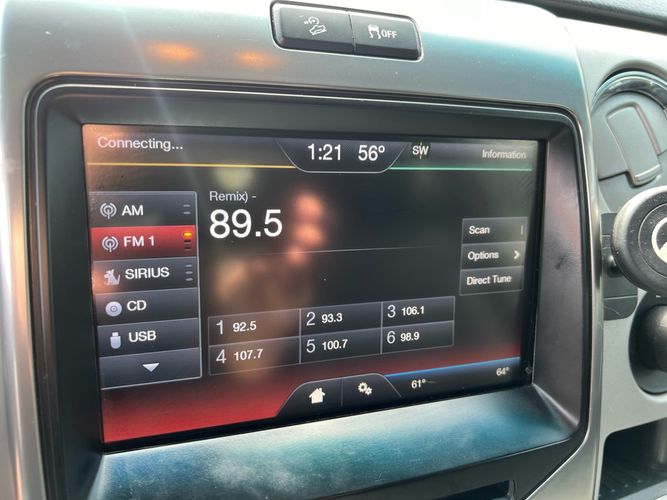 OFF
Connecting...
1:21 56°
SW
Information
AM
FM 1
SIRIUS
CD
USB
Remix) -
89.5
Scan
Options
Direct Tune
1 92.5
2 93.3
3 106.1
4 107.7
5 100.7
6 98.9
61°
64°